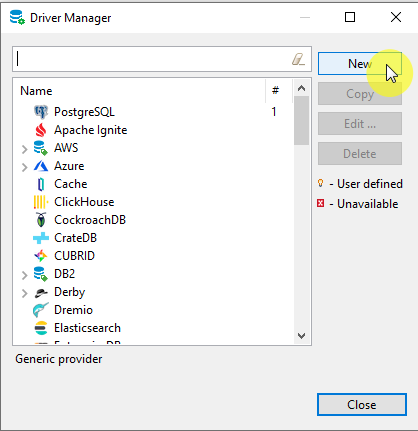 Driver Manager
New
Copy
Edit ...
Delete
- User defined
- Unavailable
Name #
PostgreSQL 1
Apache Ignite
AWS
Azure
Cache
ClickHouse
CockroachDB
CrateDB
CUBRID
DB2
Derby
Dremio
Elasticsearch
Generic provider
Close